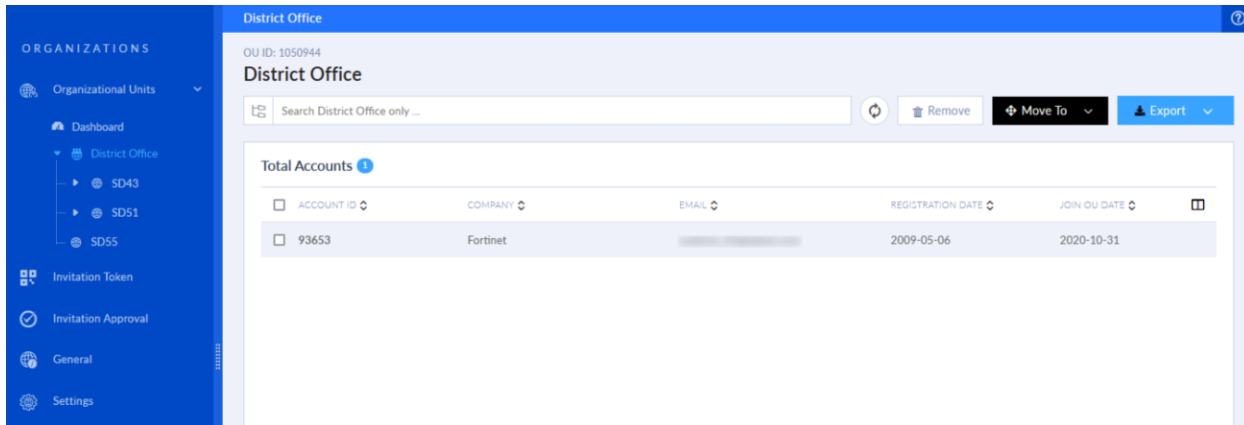 District Office
ORGANIZATIONS
Organizational Units
Dashboard
District Office
SD43
SD51
SD55
Invitation Token
Invitation Approval
General
Settings
OU ID: 1050944
District Office
Search District Office only ...
Remove
Move To
Export
Total Accounts 1
ACCOUNT ID COMPANY EMAIL REGISTRATION DATE JOIN OU DATE
93653 Fortinet 2009-05-06 2020-10-31